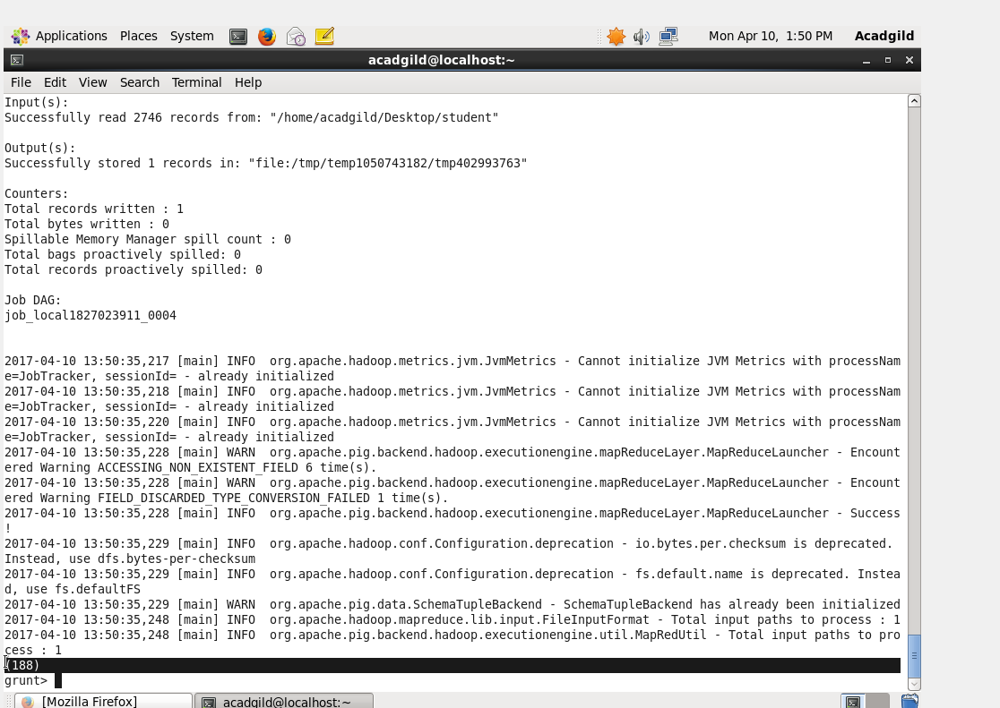 Applications Places System Mon Apr 10, 1:50 PM Acadgild
acadgild@localhost:~
File Edit View Search Terminal Help
Input(s):
Successfully read 2746 records from: "/home/acadgild/Desktop/student"
Output(s):
Successfully stored 1 records in: "file:/tmp/temp1050743182/tmp402993763"
Counters:
Total records written : 1
Total bytes written : 0
Spillable Memory Manager spill count : 0
Total bags proactively spilled: 0
Total records proactively spilled: 0
Job DAG:
job_local1827023911_0004
2017-04-10 13:50:35,217 [main] INFO  org.apache.hadoop.metrics.jvm.JvmMetrics - Cannot initialize JVM Metrics with processNam
e=JobTracker, sessionId= - already initialized
2017-04-10 13:50:35,218 [main] INFO  org.apache.hadoop.metrics.jvm.JvmMetrics - Cannot initialize JVM Metrics with processNam
e=JobTracker, sessionId= - already initialized
2017-04-10 13:50:35,220 [main] INFO  org.apache.hadoop.metrics.jvm.JvmMetrics - Cannot initialize JVM Metrics with processNam
e=JobTracker, sessionId= - already initialized
2017-04-10 13:50:35,228 [main] WARN  org.apache.pig.backend.hadoop.executionengine.mapReduceLayer.MapReduceLauncher - Encount
ered Warning ACCESSING_NON_EXISTENT_FIELD 6 time(s).
2017-04-10 13:50:35,228 [main] WARN  org.apache.pig.backend.hadoop.executionengine.mapReduceLayer.MapReduceLauncher - Encount
ered Warning FIELD_DISCARDED_TYPE_CONVERSION_FAILED 1 time(s).
2017-04-10 13:50:35,228 [main] INFO  org.apache.pig.backend.hadoop.executionengine.mapReduceLayer.MapReduceLauncher - Success
!
2017-04-10 13:50:35,229 [main] INFO  org.apache.hadoop.conf.Configuration.deprecation - io.bytes.per.checksum is deprecated.
Instead, use dfs.bytes-per-checksum
2017-04-10 13:50:35,229 [main] INFO  org.apache.hadoop.conf.Configuration.deprecation - fs.default.name is deprecated. Instea
d, use fs.defaultFS
2017-04-10 13:50:35,229 [main] WARN  org.apache.pig.data.SchemaTupleBackend - SchemaTupleBackend has already been initialized
2017-04-10 13:50:35,248 [main] INFO  org.apache.hadoop.mapreduce.lib.input.FileInputFormat - Total input paths to process : 1
2017-04-10 13:50:35,248 [main] INFO  org.apache.pig.backend.hadoop.executionengine.util.MapRedUtil - Total input paths to pro
cess : 1
(188)
grunt>
[Mozilla Firefox] acadgild@localhost:~